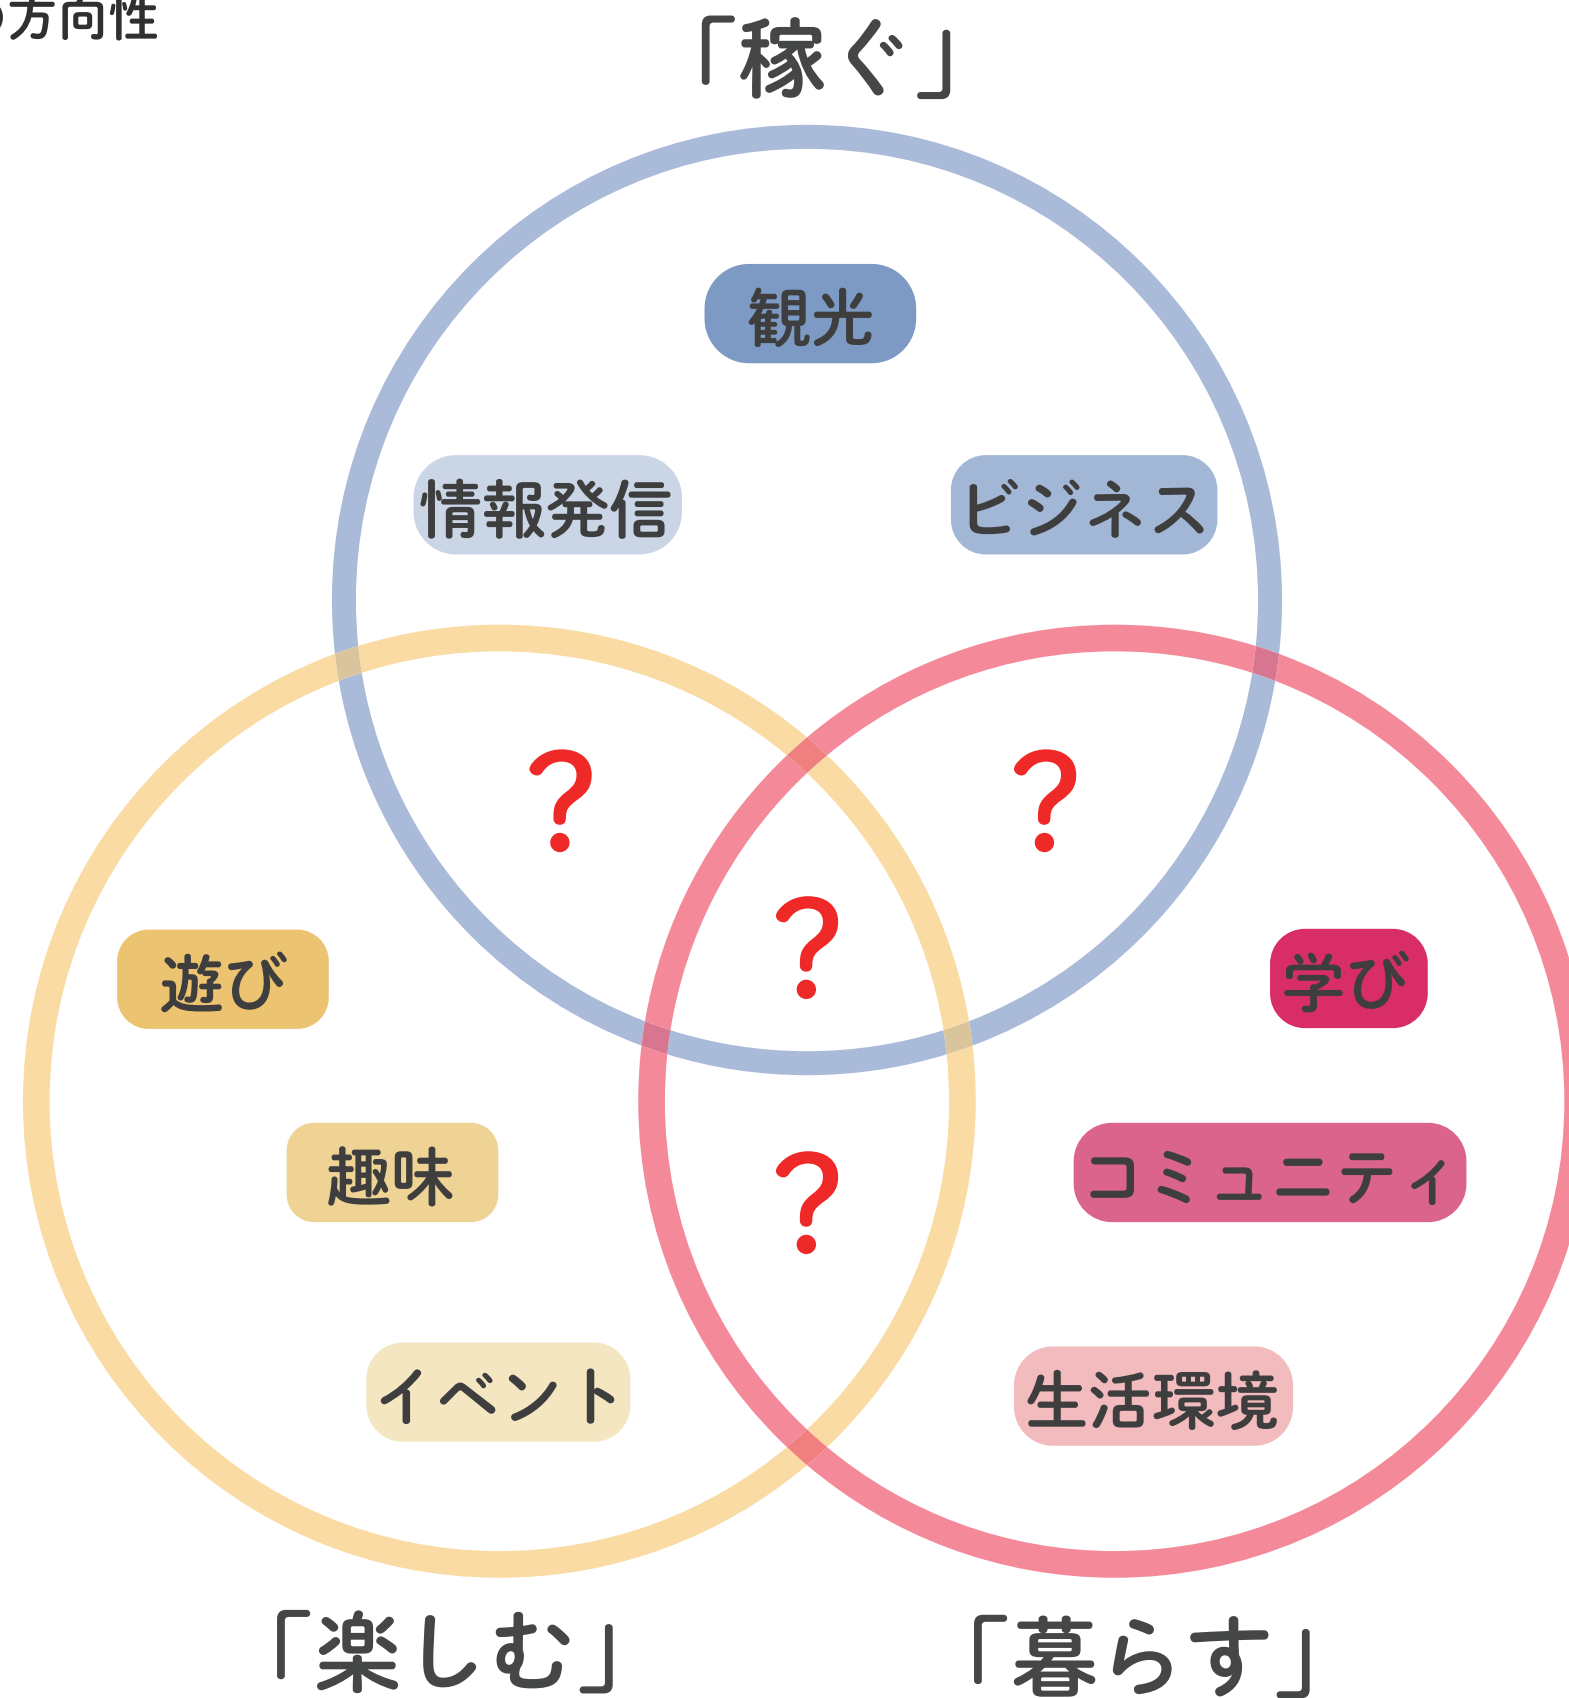 の方向性
「稼ぐ」
観光
情報発信
ビジネス
?
?
?
遊び
学び
趣味
?
コミュニティ
イベント
生活環境
「楽しむ」
「暮らす」